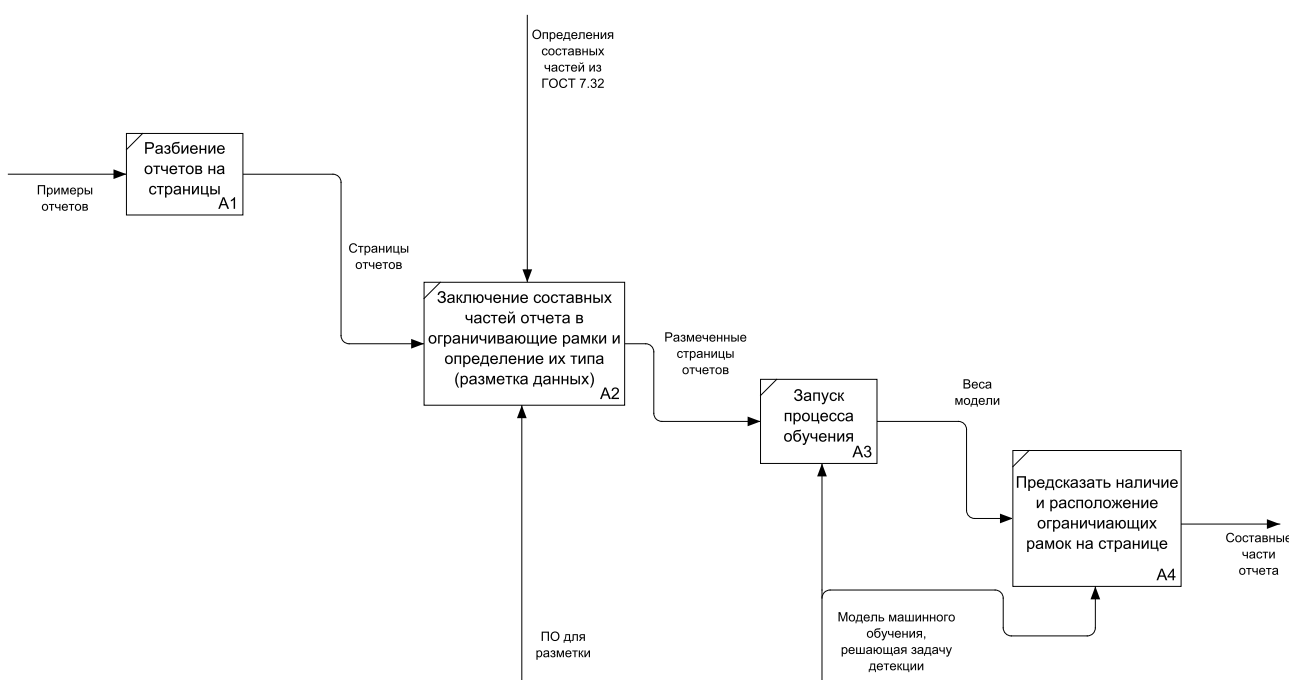 Определения
составных
частей из
ГОСТ 7.32
Разбиение
отчетов на
страницы
A1
Примеры
отчетов
Страницы
отчетов
Заключение составных
частей отчета в
ограничивающие рамки и
определение их типа
(разметка данных)
A2
Размеченные
страницы
отчетов
Запуск
процесса
обучения
A3
Веса
модели
Предсказать наличие
и расположение
ограничиающих
рамок на странице
A4
Составные
части
отчета
ПО для
разметки
Модель машинного
обучения,
решающая задачу
детекции